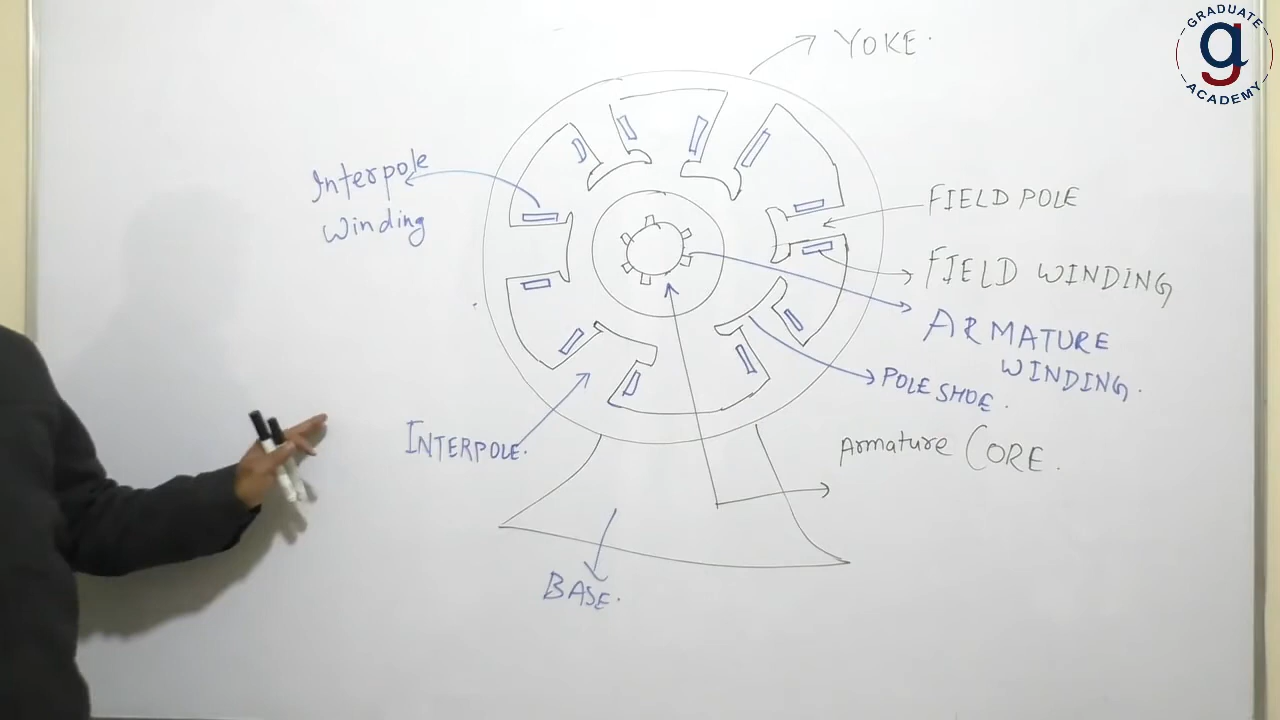 GRADUATE
g
ACADEMY
YOKE.
Interpole
Winding
FIELD POLE
FIELD WINDING
ARMATURE
WINDING.
POLE SHOE.
INTERPOLE.
Armature CORE.
BASE.